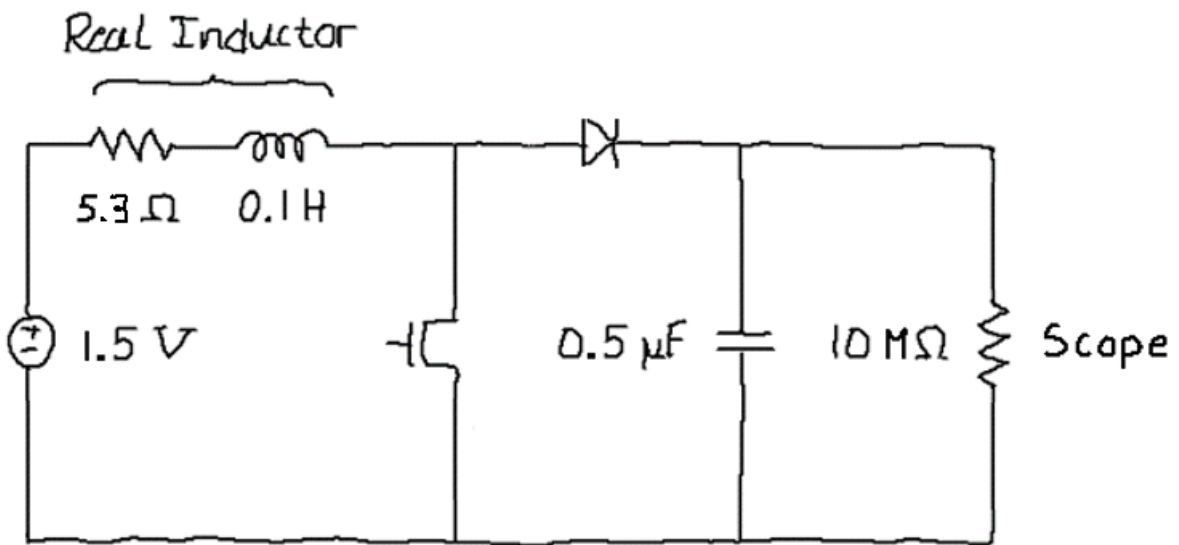 Real Inductor
5.3 Ω 0.1 H
+
-
1.5 V
0.5 μF
10 MΩ
Scope